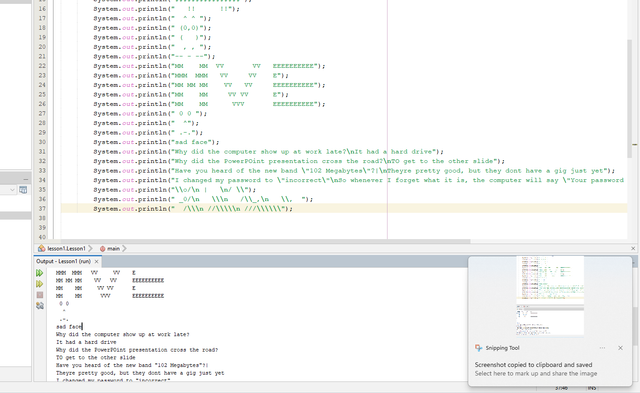 16 System.out.println("   !!       !!");
17 System.out.println("  " " ");
18 System.out.println(" (0,0)");
19 System.out.println(" (   )");
20 System.out.println("  , , ");
21 System.out.println("-- - --");
22 System.out.println("MM     MM  VV       VV   EEEEEEEEEE");
23 System.out.println("MMM  MMM   VV     VV     E");
24 System.out.println("MM MM MM    VV   VV    EEEEEEEEEE");
25 System.out.println("MM     MM     VV VV      E");
26 System.out.println("MM     MM      VVV       EEEEEEEEEE");
27 System.out.println(" 0 0 ");
28 System.out.println("  ^");
29 System.out.println(" .-.");
30 System.out.println("sad face");
31 System.out.println("Why did the computer show up at work late?\nIt had a hard drive");
32 System.out.println("Why did the PowerPOint presentation cross the road?\nTO get to the other slide");
33 System.out.println("Have you heard of the new band \"102 Megabytes\"?|\nTheyre pretty good, but they dont have a gig just yet");
34 System.out.println("I changed my password to \"incorrect\"\nSo whenever I forget what it is, the computer will say \"Your password
35 System.out.println("\\o/\n |   \n/ \\");
36 System.out.println(" _0/\n   \\\n   /\\_,\n   \\,  ");
37 System.out.println("  /\\\n //\\\\\n ///\\\\\\");
38
39
40
lesson1.Lesson1 main
Output - Lesson1 (run)
MMM  MMM   VV     VV     E
MM MM MM    VV   VV    EEEEEEEEEE
MM     MM     VV VV      E
MM     MM      VVV       EEEEEEEEEE
0 0
^
.-.
sad face
Why did the computer show up at work late?
It had a hard drive
Why did the PowerPOint presentation cross the road?
TO get to the other slide
Have you heard of the new band "102 Megabytes"?|
Theyre pretty good, but they dont have a gig just yet
I changed my password to "incorrect"
Snipping Tool
Screenshot copied to clipboard and saved
Select here to mark up and share the image
37:46 INS